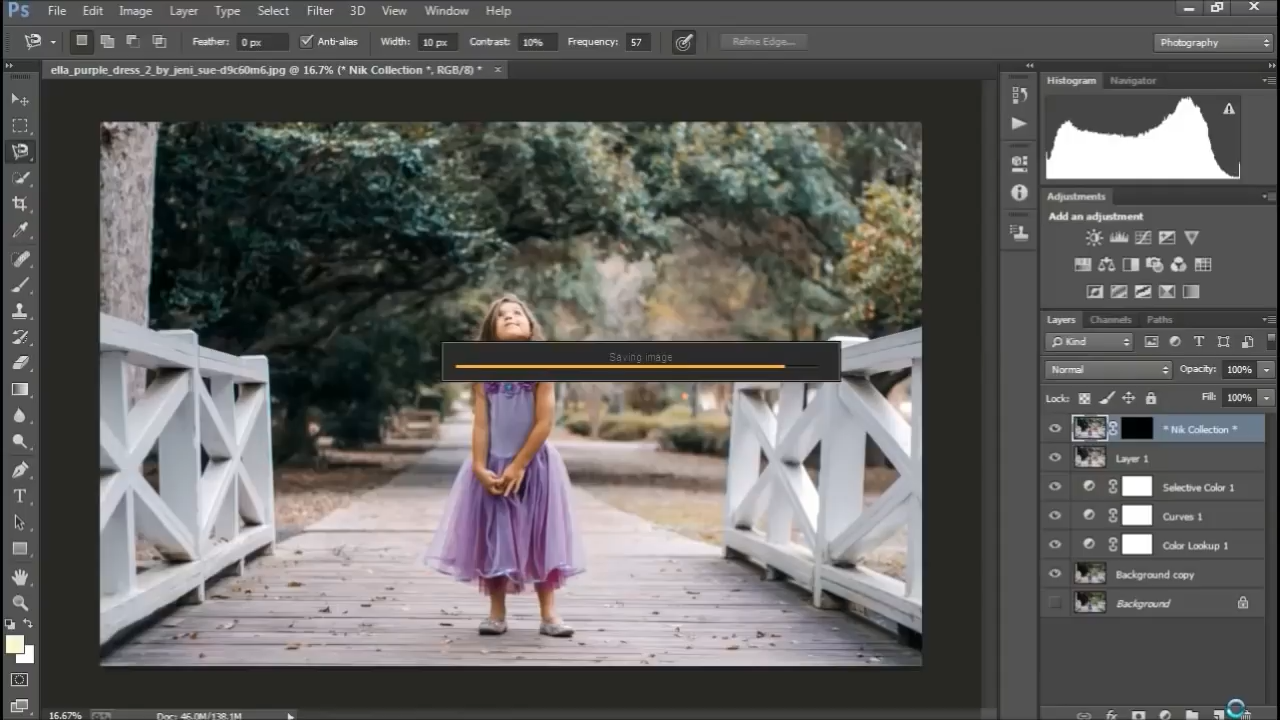 Ps File Edit Image Layer Type Select Filter 3D View Window Help
Feather: 0 px Anti-alias Width: 10 px Contrast: 10% Frequency: 57 Refine Edge... Photography
ella_purple_dress_2_by_jeni_sue-d9c60m6.jpg @ 16.7% (* Nik Collection *, RGB/8) *
Histogram Navigator
Adjustments
Add an adjustment
Layers Channels Paths
Kind
Normal Opacity: 100%
Lock: Fill: 100%
Saving image
* Nik Collection *
Layer 1
Selective Color 1
Curves 1
Color Lookup 1
Background copy
Background
16.67% Doc: 46.0M/138.1M